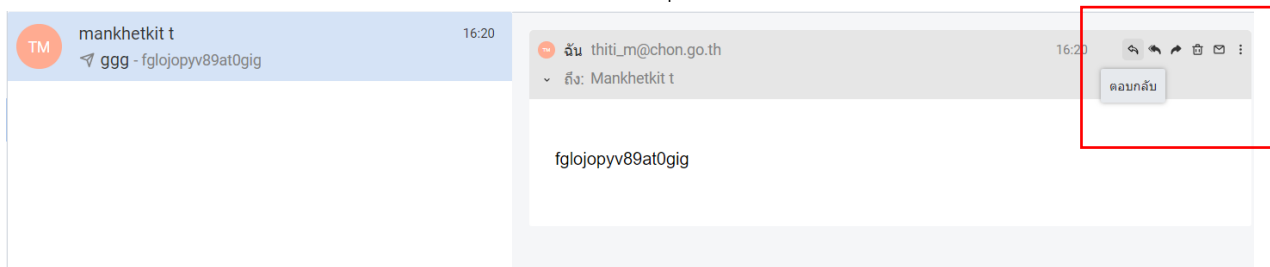 TM
mankhetkit t 16:20
ggg - fglojopyv89at0gig
ฉัน thiti_m@chon.go.th 16:20
ถึง: Mankhetkit t
ตอบกลับ
fglojopyv89at0gig